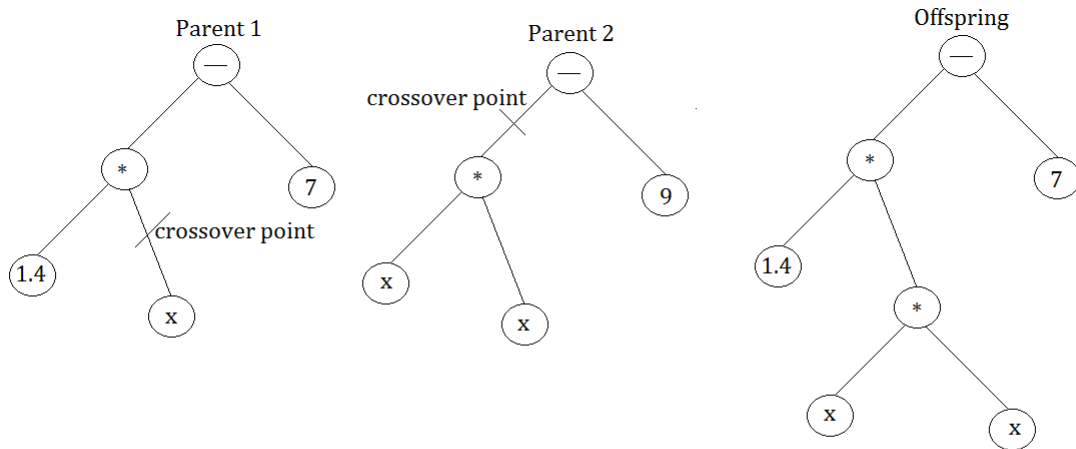 Parent 1
—
*
7
crossover point
1.4
x
Parent 2
—
crossover point
*
9
x
x
Offspring
—
*
7
1.4
*
x
x